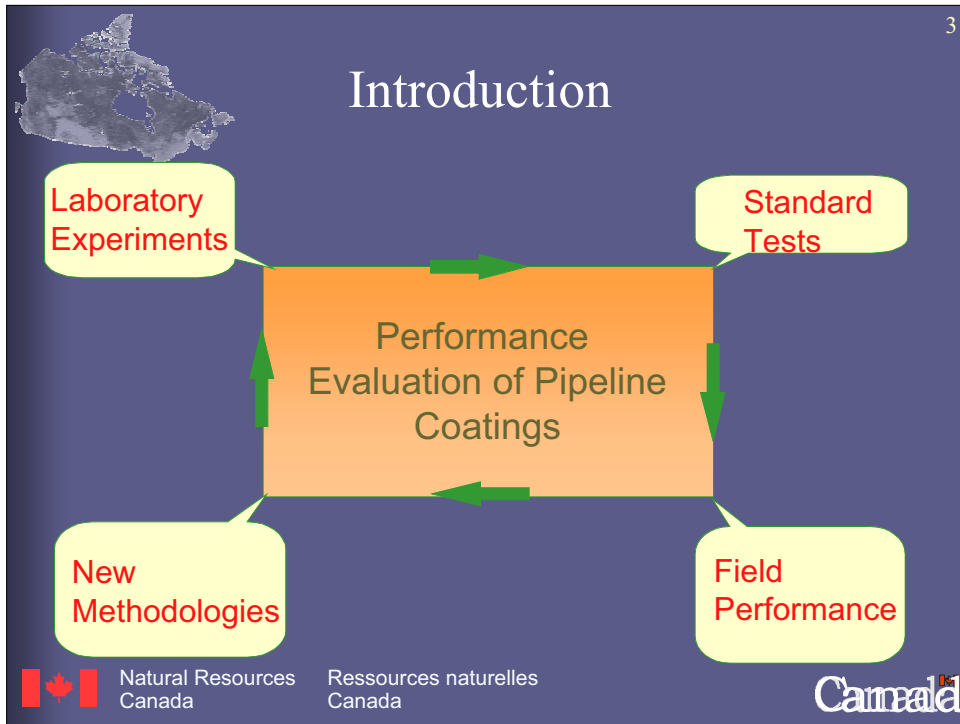 3
Introduction
Laboratory
Experiments
Standard
Tests
Performance
Evaluation of Pipeline
Coatings
New
Methodologies
Field
Performance
Natural Resources
Canada
Ressources naturelles
Canada
Canada